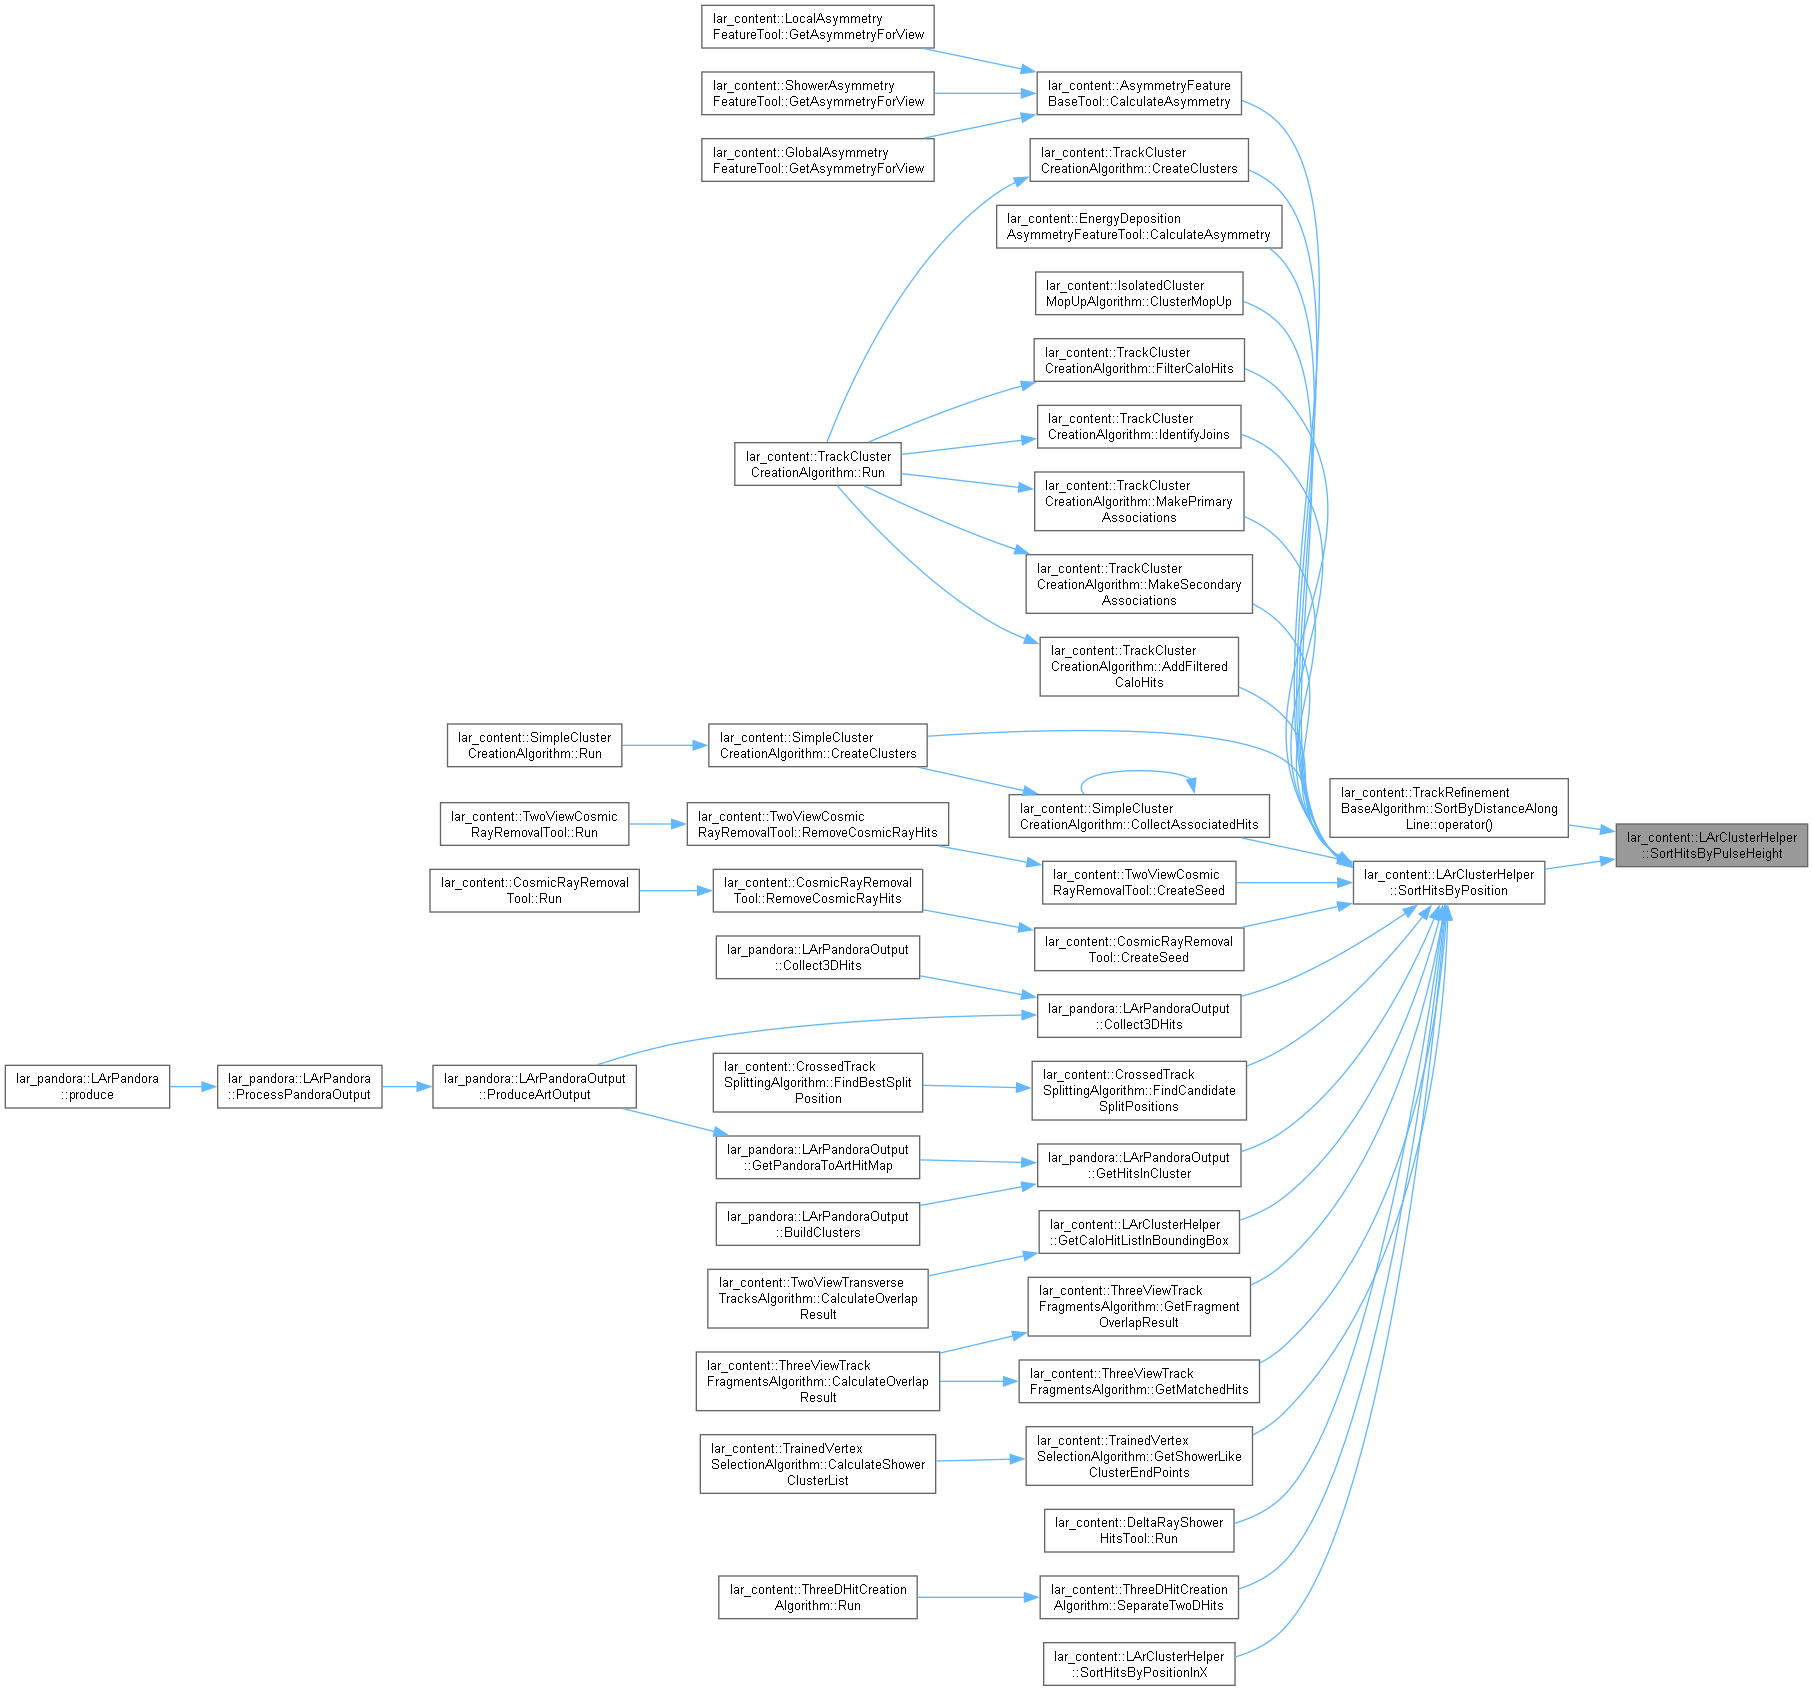 lar_content::LocalAsymmetry
FeatureTool::GetAsymmetryForView
lar_content::ShowerAsymmetry
FeatureTool::GetAsymmetryForView
lar_content::GlobalAsymmetry
FeatureTool::GetAsymmetryForView
lar_content::AsymmetryFeature
BaseTool::CalculateAsymmetry
lar_content::TrackCluster
CreationAlgorithm::CreateClusters
lar_content::EnergyDeposition
AsymmetryFeatureTool::CalculateAsymmetry
lar_content::IsolatedCluster
MopUpAlgorithm::ClusterMopUp
lar_content::TrackCluster
CreationAlgorithm::FilterCaloHits
lar_content::TrackCluster
CreationAlgorithm::IdentifyJoins
lar_content::TrackCluster
CreationAlgorithm::Run
lar_content::TrackCluster
CreationAlgorithm::MakePrimary
Associations
lar_content::TrackCluster
CreationAlgorithm::MakeSecondary
Associations
lar_content::TrackCluster
CreationAlgorithm::AddFiltered
CaloHits
lar_content::SimpleCluster
CreationAlgorithm::Run
lar_content::SimpleCluster
CreationAlgorithm::CreateClusters
lar_content::SimpleCluster
CreationAlgorithm::CollectAssociatedHits
lar_content::TrackRefinement
BaseAlgorithm::SortByDistanceAlong
Line::operator()
lar_content::LArClusterHelper
::SortHitsByPulseHeight
lar_content::TwoViewCosmic
RayRemovalTool::Run
lar_content::TwoViewCosmic
RayRemovalTool::RemoveCosmicRayHits
lar_content::TwoViewCosmic
RayRemovalTool::CreateSeed
lar_content::LArClusterHelper
::SortHitsByPosition
lar_content::CosmicRayRemoval
Tool::Run
lar_content::CosmicRayRemoval
Tool::RemoveCosmicRayHits
lar_content::CosmicRayRemoval
Tool::CreateSeed
lar_pandora::LArPandoraOutput
::Collect3DHits
lar_pandora::LArPandoraOutput
::Collect3DHits
lar_pandora::LArPandora
::produce
lar_pandora::LArPandora
::ProcessPandoraOutput
lar_pandora::LArPandoraOutput
::ProduceArtOutput
lar_content::CrossedTrack
SplittingAlgorithm::FindBestSplit
Position
lar_content::CrossedTrack
SplittingAlgorithm::FindCandidate
SplitPositions
lar_pandora::LArPandoraOutput
::GetPandoraToArtHitMap
lar_pandora::LArPandoraOutput
::GetHitsInCluster
lar_pandora::LArPandoraOutput
::BuildClusters
lar_content::LArClusterHelper
::GetCaloHitListInBoundingBox
lar_content::TwoViewTransverse
TracksAlgorithm::CalculateOverlap
Result
lar_content::ThreeViewTrack
FragmentsAlgorithm::GetFragment
OverlapResult
lar_content::ThreeViewTrack
FragmentsAlgorithm::CalculateOverlap
Result
lar_content::ThreeViewTrack
FragmentsAlgorithm::GetMatchedHits
lar_content::TrainedVertex
SelectionAlgorithm::CalculateShower
ClusterList
lar_content::TrainedVertex
SelectionAlgorithm::GetShowerLike
ClusterEndPoints
lar_content::DeltaRayShower
HitsTool::Run
lar_content::ThreeDHitCreation
Algorithm::Run
lar_content::ThreeDHitCreation
Algorithm::SeparateTwoDHits
lar_content::LArClusterHelper
::SortHitsByPositionInX